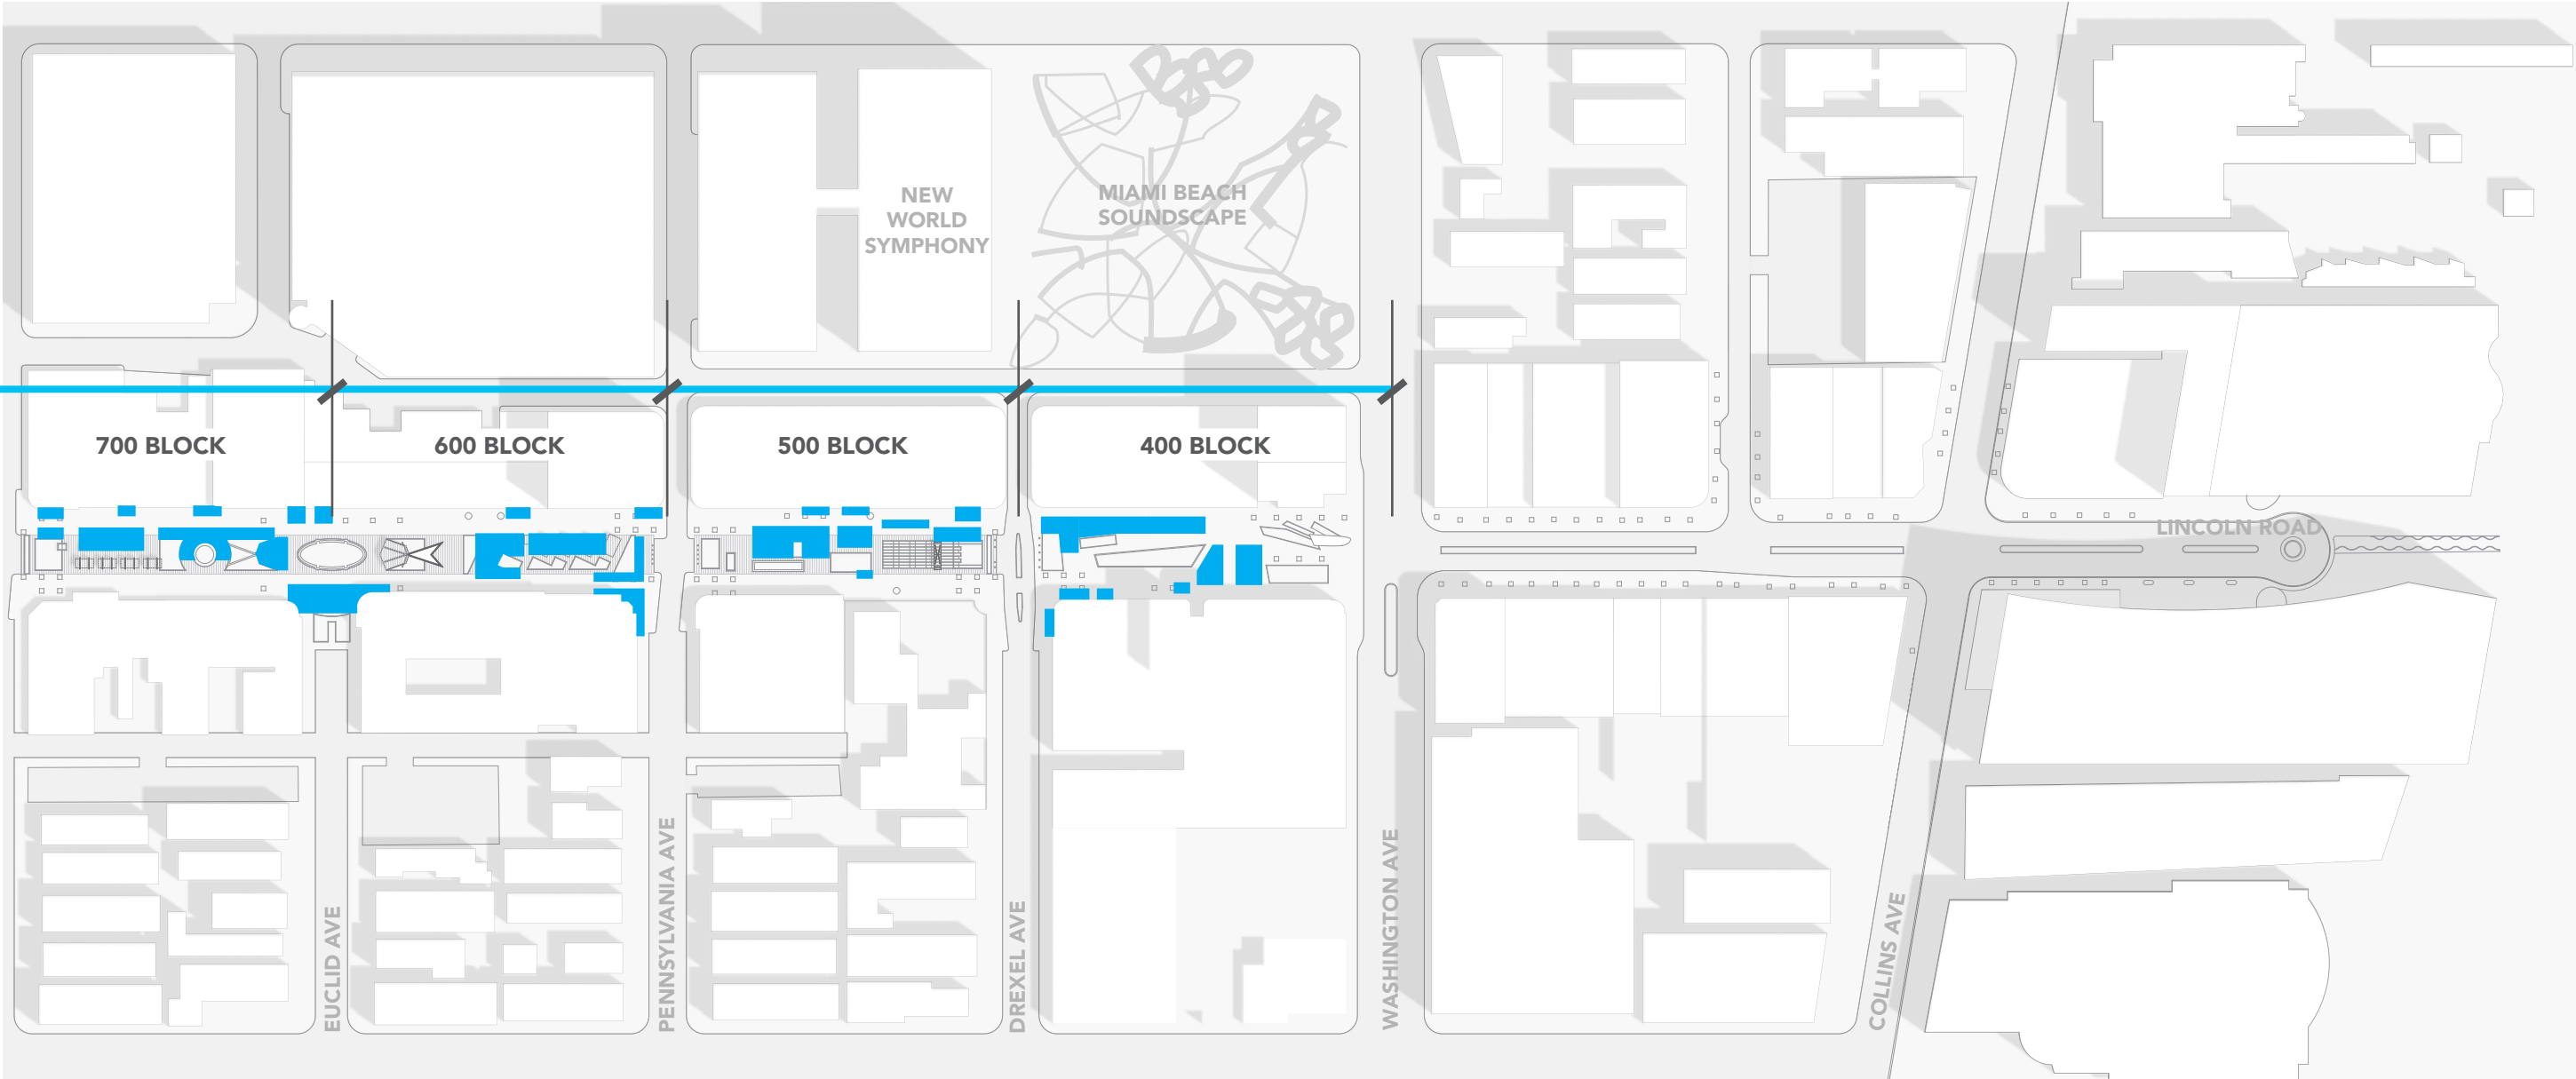 NEW
WORLD
SYMPHONY
MIAMI BEACH
SOUNDSCAPE
700 BLOCK
600 BLOCK
500 BLOCK
400 BLOCK
LINCOLN ROAD
EUCLID AVE
PENNSYLVANIA AVE
DREXEL AVE
WASHINGTON AVE
COLLINS AVE